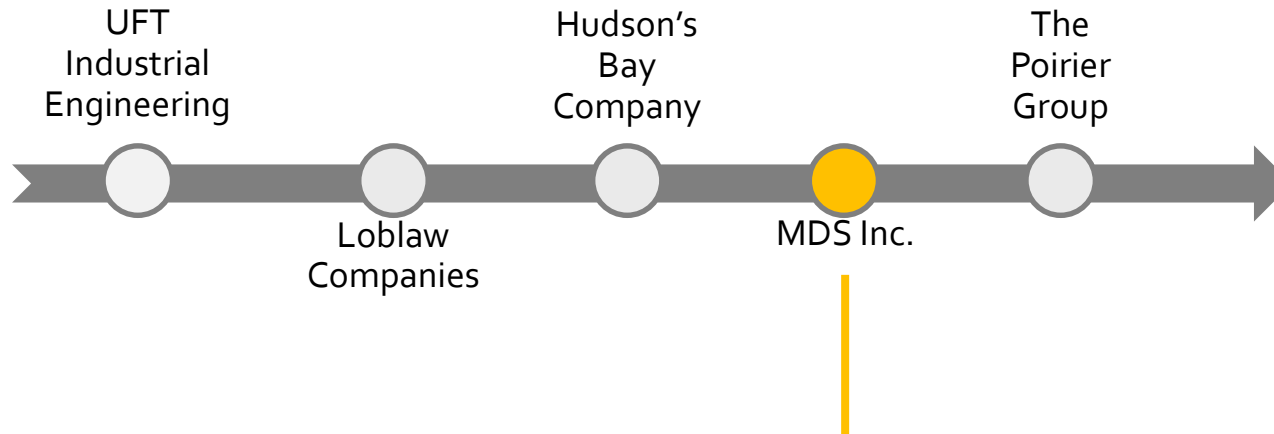 UFT
Industrial
Engineering
Loblaw
Companies
Hudson's
Bay
Company
MDS Inc.
The
Poirier
Group